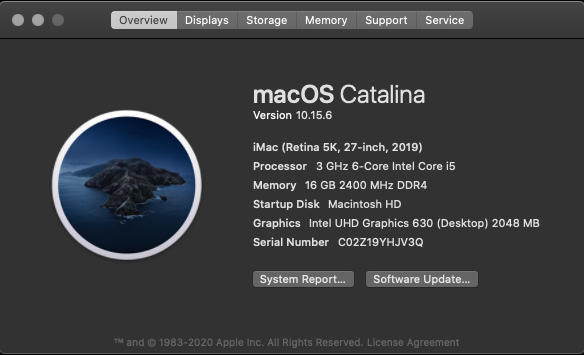 Overview Displays Storage Memory Support Service
macOS Catalina
Version 10.15.6
iMac (Retina 5K, 27-inch, 2019)
Processor 3 GHz 6-Core Intel Core i5
Memory 16 GB 2400 MHz DDR4
Startup Disk Macintosh HD
Graphics Intel UHD Graphics 630 (Desktop) 2048 MB
Serial Number C02Z19YHJV3Q
System Report... Software Update...
™ and © 1983-2020 Apple Inc. All Rights Reserved. License Agreement